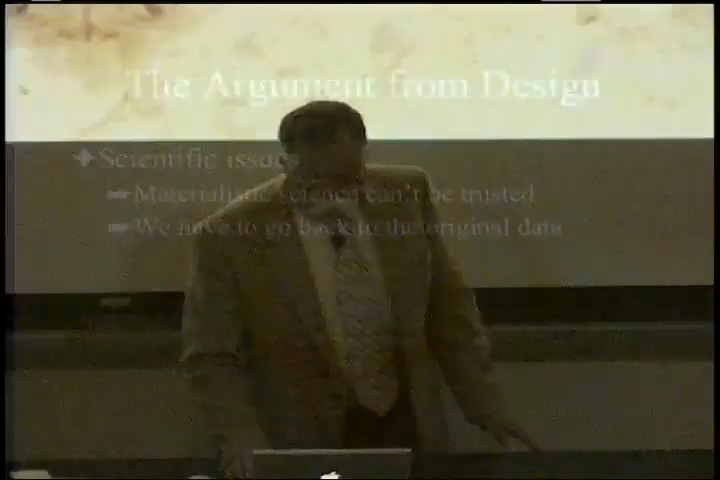 The Argument from Design
Scientific issues
Materialistic science can't be trusted
We have to go back to the original data